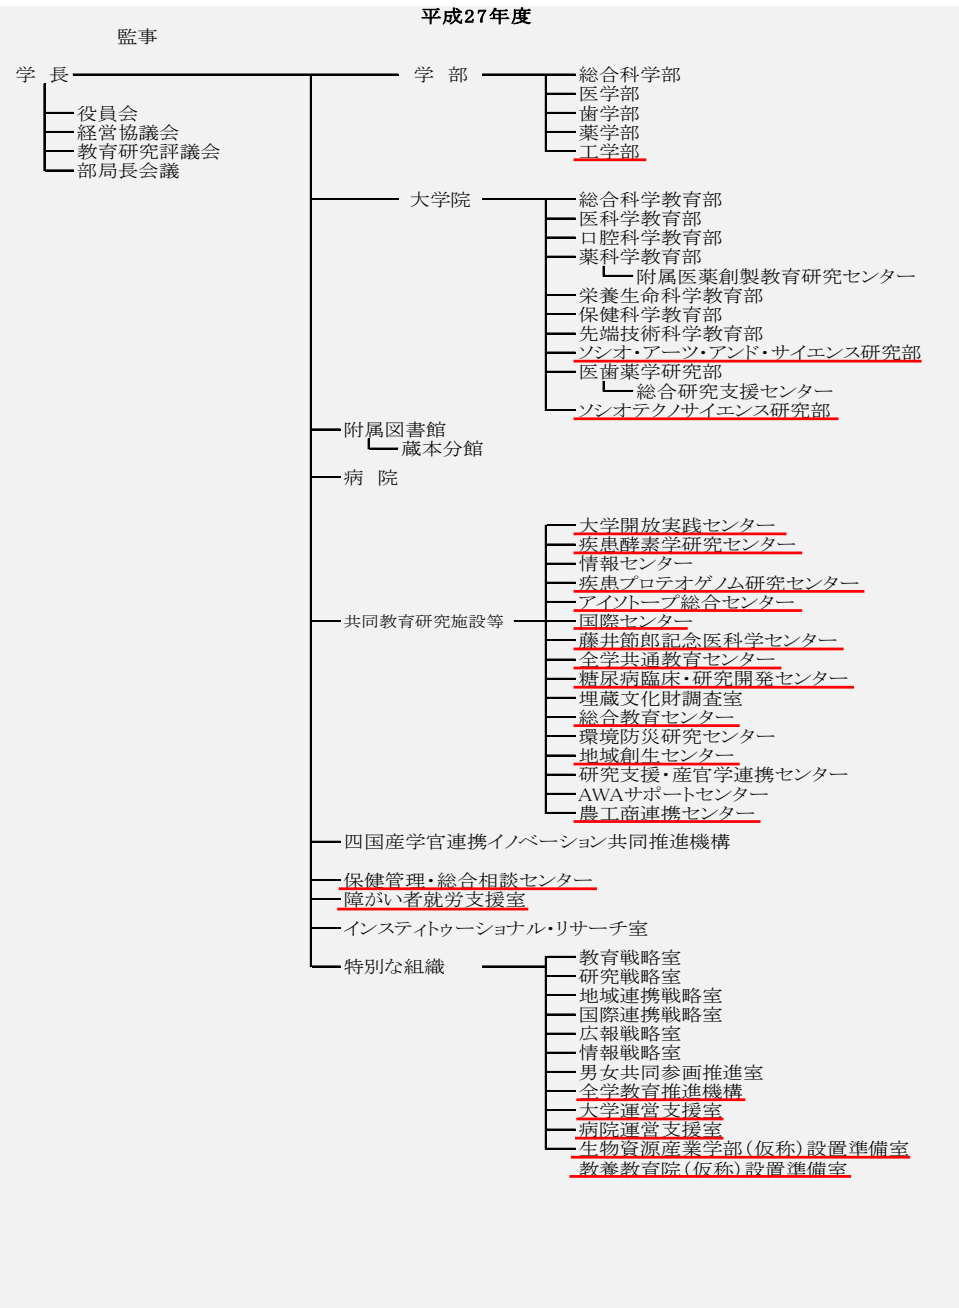 平成27年度
監事
学 長
学 部
総合科学部
医学部
歯学部
薬学部
工学部
役員会
経営協議会
教育研究評議会
部局長会議
大学院
総合科学教育部
医科学教育部
口腔科学教育部
薬科学教育部
附属医薬創製教育研究センター
栄養生命科学教育部
保健科学教育部
先端技術科学教育部
ソシオ・アーツ・アンド・サイエンス研究部
医歯薬学研究部
総合研究支援センター
ソシオテクノサイエンス研究部
附属図書館
蔵本分館
病 院
共同教育研究施設等
大学開放実践センター
疾患酵素学研究センター
情報センター
疾患プロテオゲノム研究センター
アイソトープ総合センター
国際センター
藤井節郎記念医科学センター
全学共通教育センター
糖尿病臨床・研究開発センター
埋蔵文化財調査室
総合教育センター
環境防災研究センター
地域創生センター
研究支援・産官学連携センター
AWAサポートセンター
農工商連携センター
四国産学官連携イノベーション共同推進機構
保健管理・総合相談センター
障がい者就労支援室
インスティトゥーショナル・リサーチ室
特別な組織
教育戦略室
研究戦略室
地域連携戦略室
国際連携戦略室
広報戦略室
情報戦略室
男女共同参画推進室
全学教育推進機構
大学運営支援室
病院運営支援室
生物資源産業学部（仮称）設置準備室
教養教育院（仮称）設置準備室